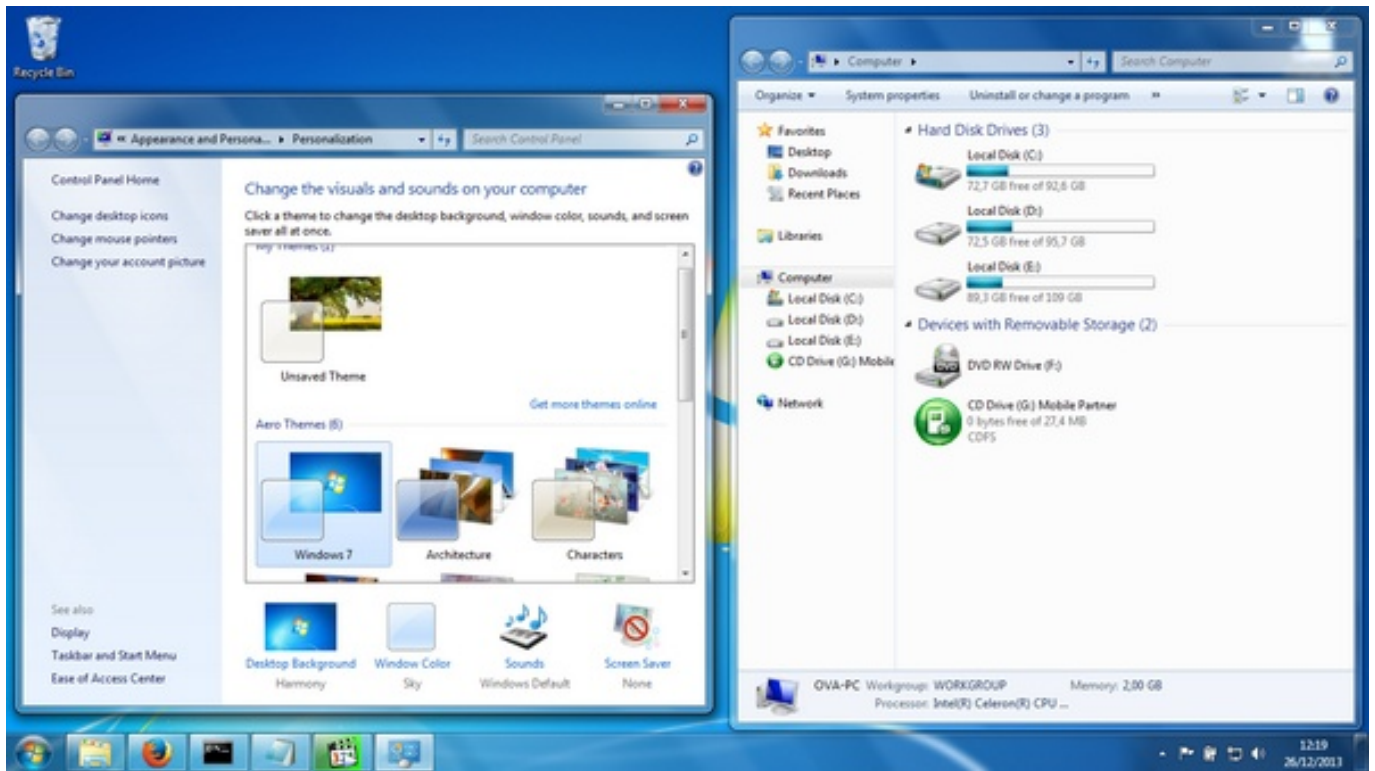 Recycle Bin
Appearance and Persona... Personalization
Search Control Panel
Control Panel Home
Change desktop icons
Change mouse pointers
Change your account picture
See also
Display
Taskbar and Start Menu
Ease of Access Center
Change the visuals and sounds on your computer
Click a theme to change the desktop background, window color, sounds, and screen
saver all at once.
My Themes (1)
Unsaved Theme
Get more themes online
Aero Themes (6)
Windows 7
Architecture
Characters
Desktop Background
Harmony
Window Color
Sky
Sounds
Windows Default
Screen Saver
None
Computer
Search Computer
Organize
System properties
Uninstall or change a program
Favorites
Desktop
Downloads
Recent Places
Libraries
Computer
Local Disk (C:)
Local Disk (D:)
Local Disk (E:)
CD Drive (G:) Mobile
Network
Hard Disk Drives (3)
Local Disk (C:)
72,7 GB free of 92,6 GB
Local Disk (D:)
72,5 GB free of 95,7 GB
Local Disk (E:)
89,3 GB free of 109 GB
Devices with Removable Storage (2)
DVD
DVD RW Drive (F:)
CD Drive (G:) Mobile Partner
0 bytes free of 27,4 MB
CDFS
OVA-PC Workgroup: WORKGROUP Memory: 2,00 GB
Processor: Intel(R) Celeron(R) CPU ...
12:19
26/12/2013